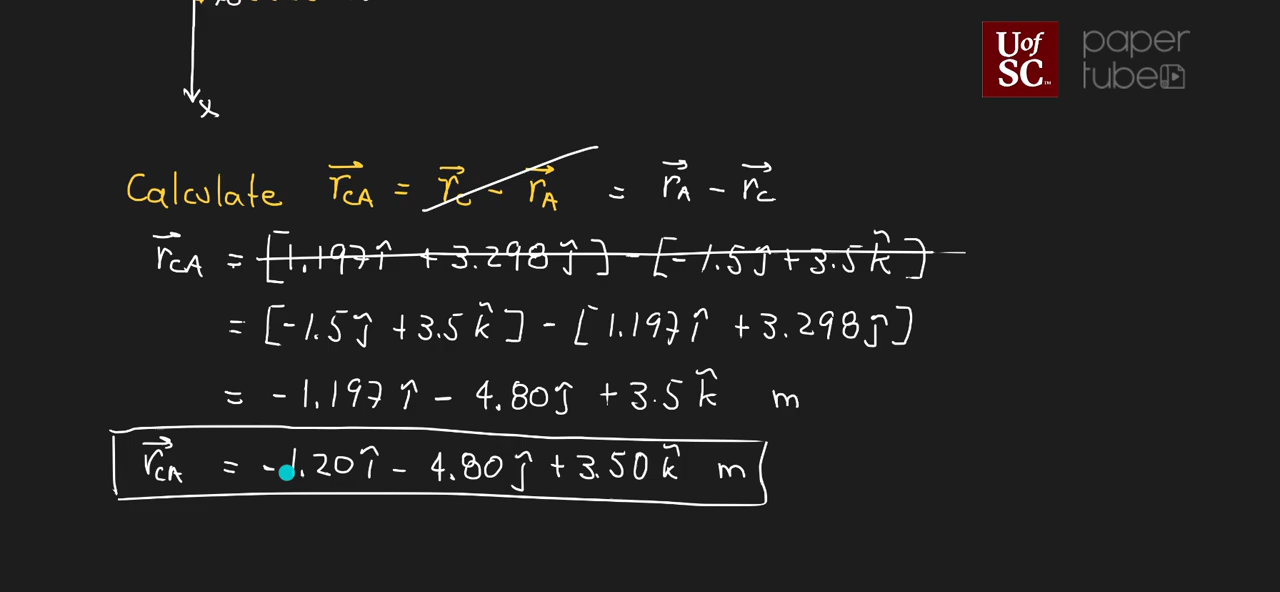 x
UofSC™
paper
tube
Calculate r⃗CA = r⃗C - r⃗A = r⃗A - r⃗C
r⃗CA = [1.197î + 3.298ĵ] - [-1.5ĵ + 3.5k̂]
= [-1.5ĵ + 3.5k̂] - [1.197î + 3.298ĵ]
= -1.197î - 4.80ĵ + 3.5k̂ m
r⃗CA = -1.20î - 4.80ĵ + 3.50k̂ m